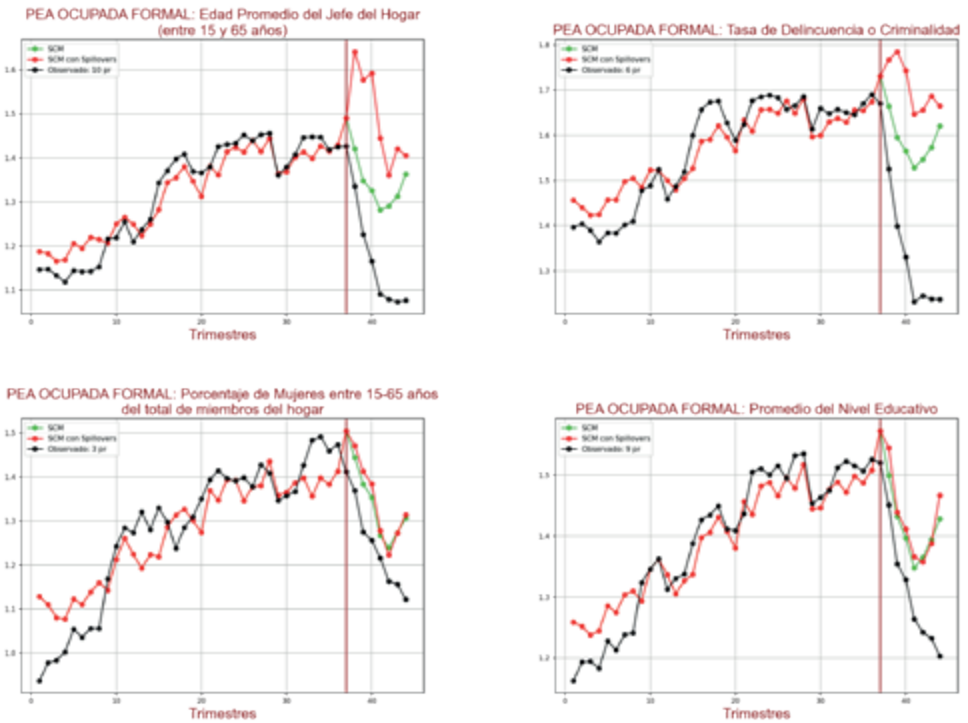 PEA OCUPADA FORMAL: Edad Promedio del Jefe del Hogar
(entre 15 y 65 años)
SCM
SCM con Spillovers
Observado: 10 pr
1.6
1.5
1.4
1.3
1.2
1.1
0 10 20 30 40
Trimestres
PEA OCUPADA FORMAL: Tasa de Delincuencia o Criminalidad
SCM
SCM con Spillovers
Observado: 6 pr
1.8
1.7
1.6
1.5
1.4
1.3
0 10 20 30 40
Trimestres
PEA OCUPADA FORMAL: Porcentaje de Mujeres entre 15-65 años
del total de miembros del hogar
SCM
SCM con Spillovers
Observado: 3 pr
1.5
1.4
1.3
1.2
1.1
1.0
0 10 20 30 40
Trimestres
PEA OCUPADA FORMAL: Promedio del Nivel Educativo
SCM
SCM con Spillovers
Observado: 9 pr
1.5
1.4
1.3
1.2
0 10 20 30 40
Trimestres